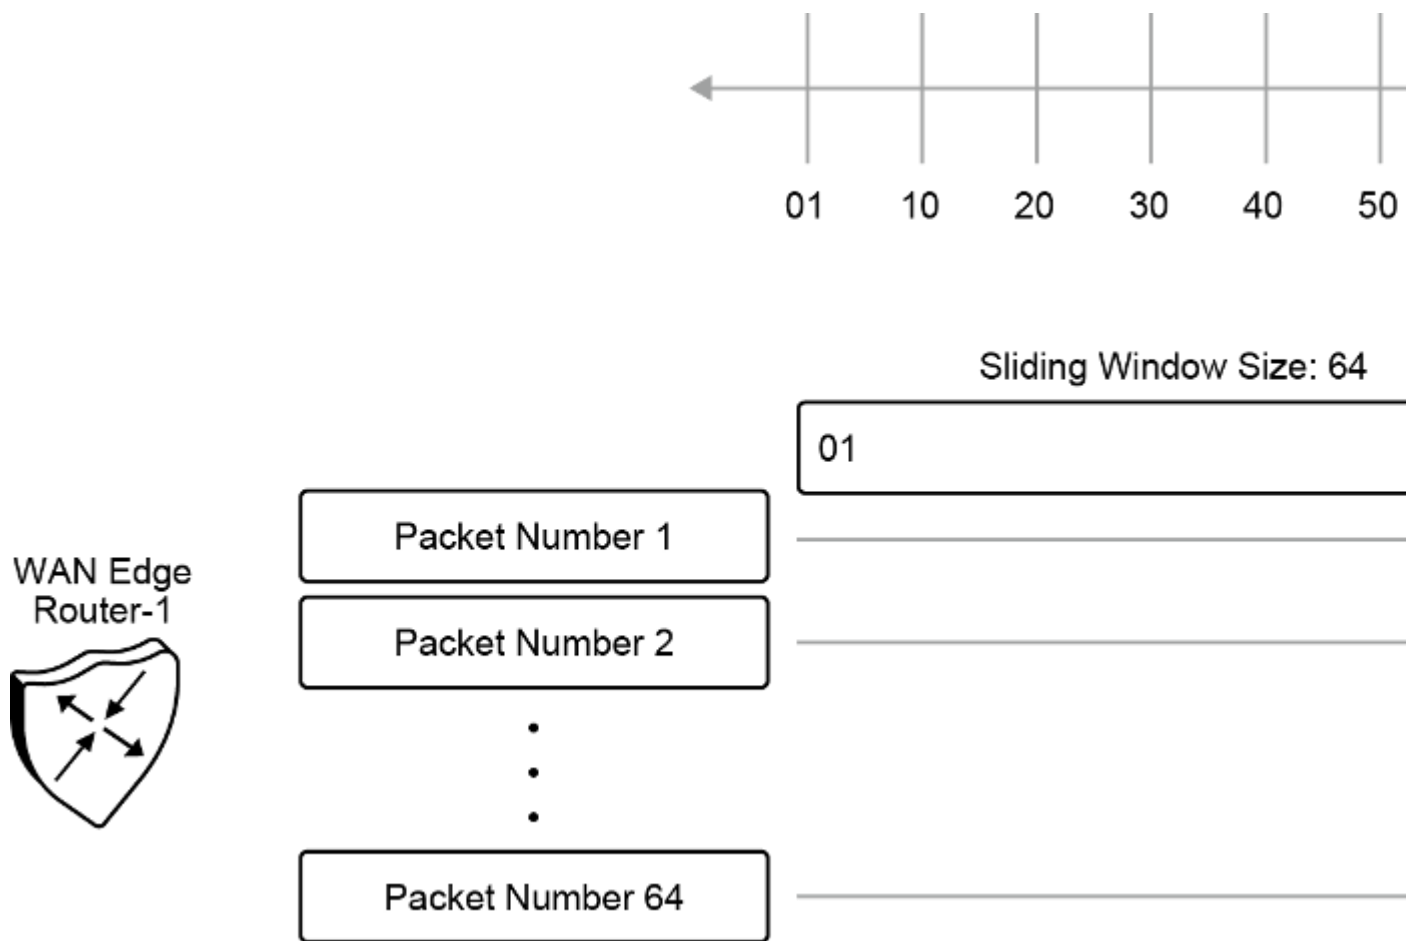 01 10 20 30 40 50
Sliding Window Size: 64
01
Packet Number 1
WAN Edge
Router-1
Packet Number 2
Packet Number 64